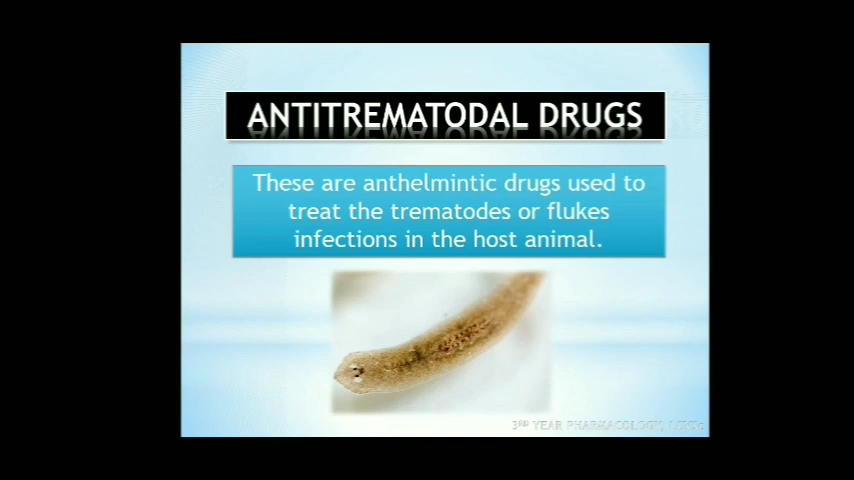 ANTITREMATODAL DRUGS
These are anthelmintic drugs used to
treat the trematodes or flukes
infections in the host animal.
3RD YEAR PHARMACOLOGY,